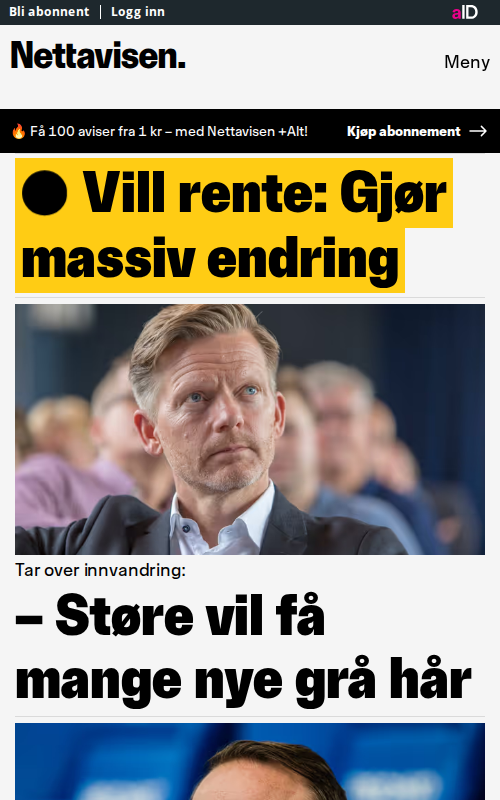 Bli abonnent | Logg inn
aID
Nettavisen.
Meny
🔥 Få 100 aviser fra 1 kr – med Nettavisen +Alt!
Kjøp abonnement →
● Vill rente: Gjør
massiv endring
Tar over innvandring:
– Støre vil få
mange nye grå hår